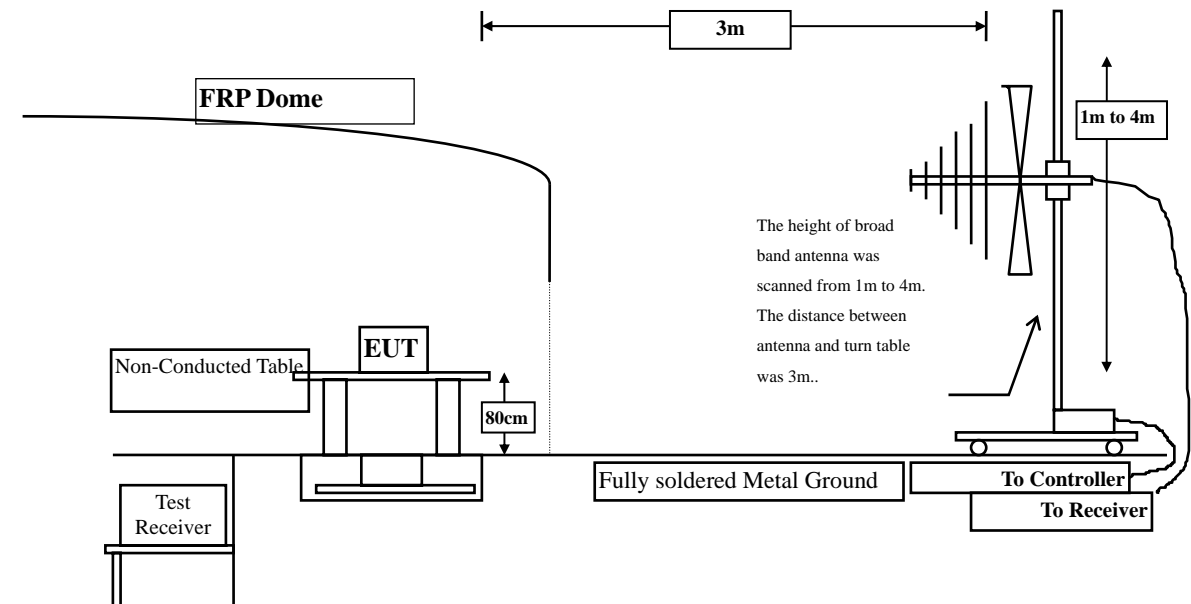 3m
FRP Dome
1m to 4m
The height of broad
band antenna was
scanned from 1m to 4m.
The distance between
antenna and turn table
was 3m..
EUT
Non-Conducted Table
80cm
Fully soldered Metal Ground
To Controller
To Receiver
Test
Receiver